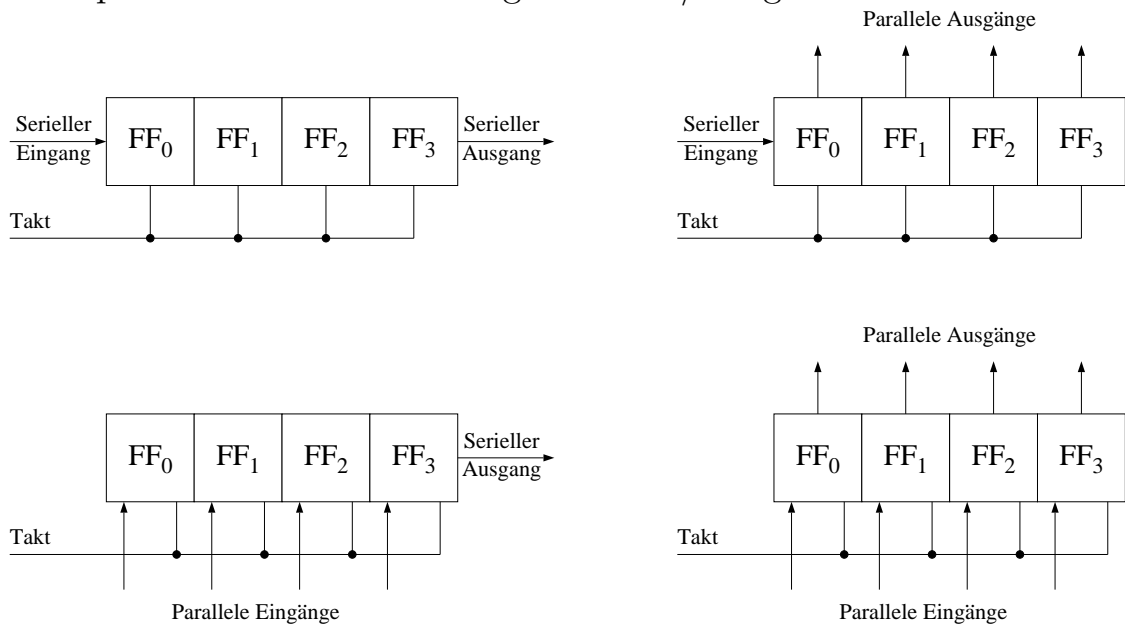 Parallele Ausgänge
Serieller
Eingang
FF0 FF1 FF2 FF3
Serieller
Ausgang
Takt
Serieller
Eingang
FF0 FF1 FF2 FF3
Takt
Parallele Ausgänge
FF0 FF1 FF2 FF3
Serieller
Ausgang
Takt
Parallele Eingänge
FF0 FF1 FF2 FF3
Takt
Parallele Eingänge